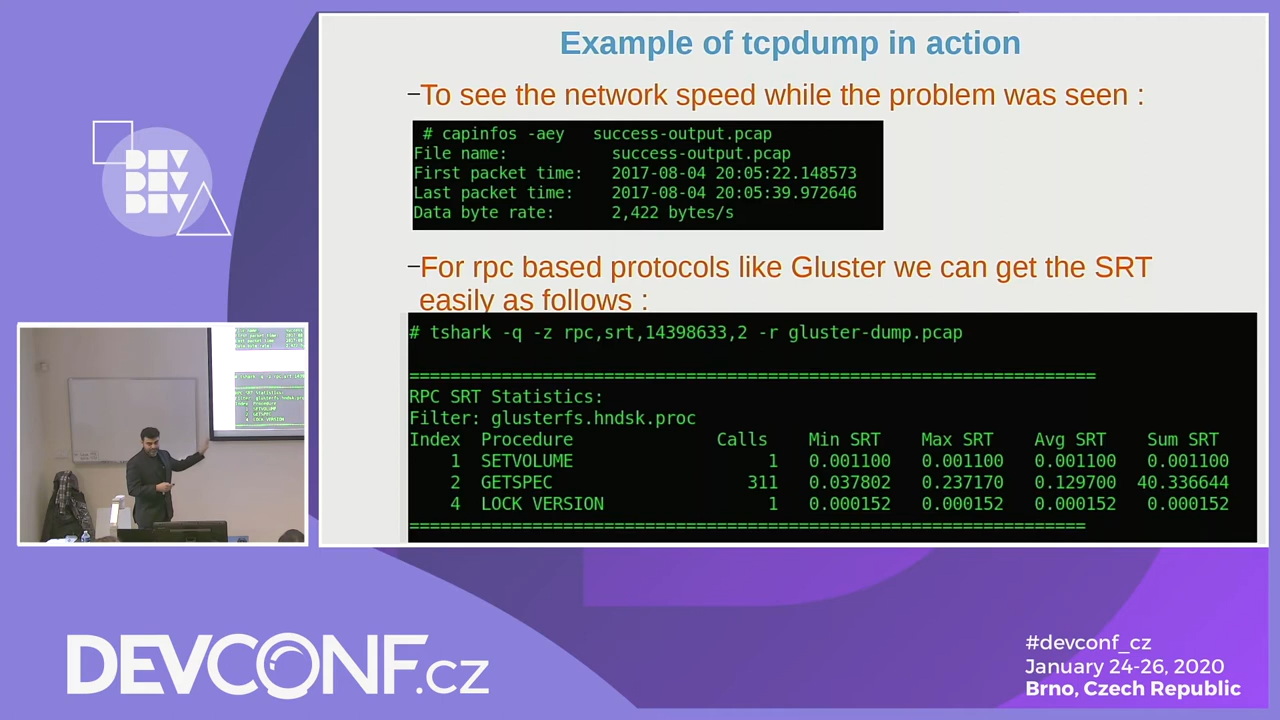 Example of tcpdump in action
–To see the network speed while the problem was seen :
# capinfos -aey success-output.pcap
File name: success-output.pcap
First packet time: 2017-08-04 20:05:22.148573
Last packet time: 2017-08-04 20:05:39.972646
Data byte rate: 2,422 bytes/s
–For rpc based protocols like Gluster we can get the SRT
easily as follows :
# tshark -q -z rpc,srt,14398633,2 -r gluster-dump.pcap
===================================================================
RPC SRT Statistics:
Filter: glusterfs.hndsk.proc
Index Procedure Calls Min SRT Max SRT Avg SRT Sum SRT
1 SETVOLUME 1 0.001100 0.001100 0.001100 0.001100
2 GETSPEC 311 0.037802 0.237170 0.129700 40.336644
4 LOCK VERSION 1 0.000152 0.000152 0.000152 0.000152
==================================================================
DEV
DEV
DEV
DEVCONF.cz
#devconf_cz
January 24-26, 2020
Brno, Czech Republic